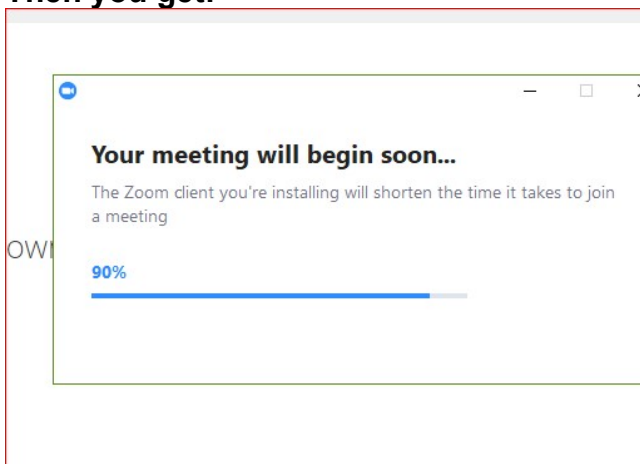 Then you get:
Your meeting will begin soon...
The Zoom client you're installing will shorten the time it takes to join
a meeting
90%